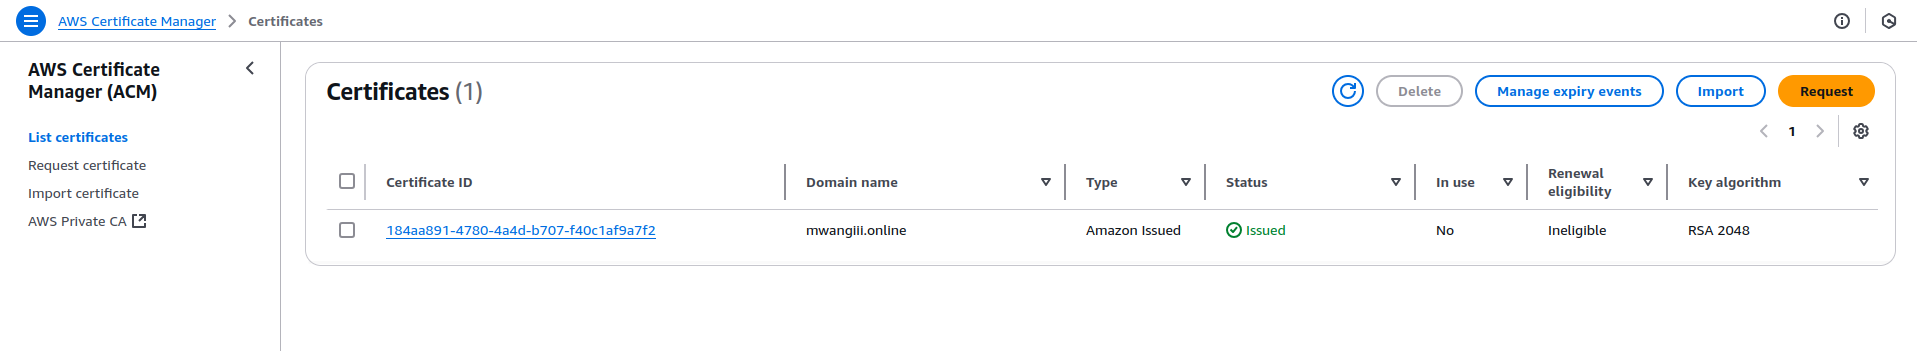 AWS Certificate Manager > Certificates
AWS Certificate
Manager (ACM)
List certificates
Request certificate
Import certificate
AWS Private CA
Certificates (1)
Delete
Manage expiry events
Import
Request
1
Certificate ID
Domain name
Type
Status
In use
Renewal
eligibility
Key algorithm
184aa891-4780-4a4d-b707-f40c1af9a7f2
mwangiii.online
Amazon Issued
Issued
No
Ineligible
RSA 2048